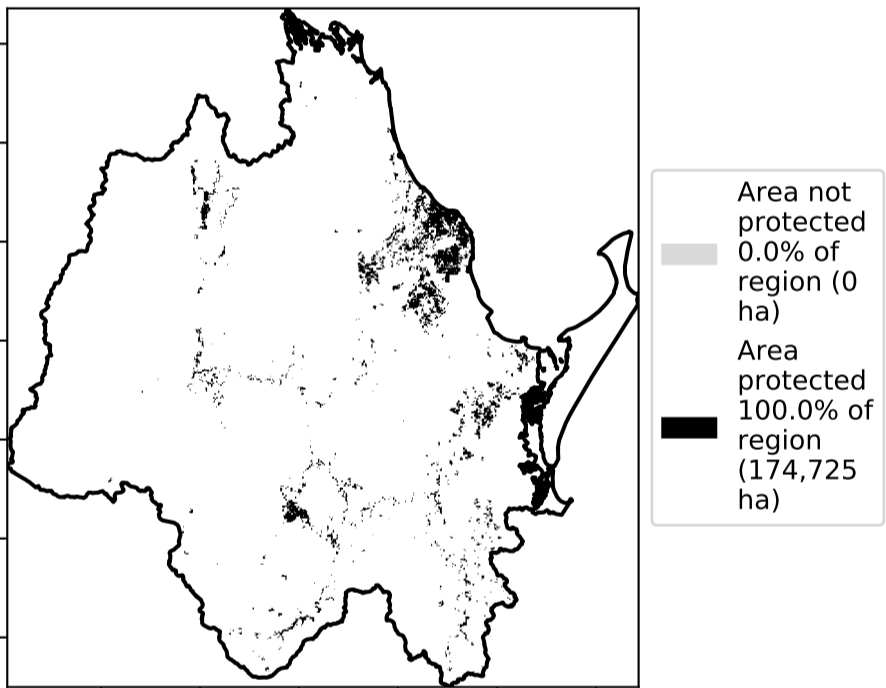 Area not
protected
0.0% of
region (0
ha)
Area
protected
100.0% of
region
(174,725
ha)